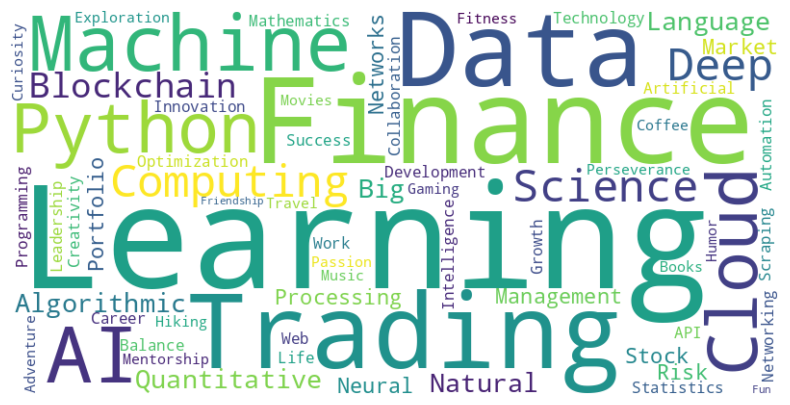 Exploration
Mathematics
Fitness
Technology
Language
Curiosity
Machine
Data
Networks
Collaboration
Market
Deep
Blockchain
Innovation
Movies
Artificial
Python
Finance
Success
Coffee
Automation
Optimization
Computing
Development
Perseverance
Science
Programming
Leadership
Creativity
Portfolio
Big
Gaming
Friendship
Travel
Learning
Cloud
Work
Passion
Music
Intelligence
Growth
Books
Humor
Scraping
Algorithmic
Processing
Management
Trading
AI
Career
Hiking
Adventure
Balance
Mentorship
Web
Life
API
Networking
Stock
Risk
Quantitative
Neural
Natural
Statistics
Fun